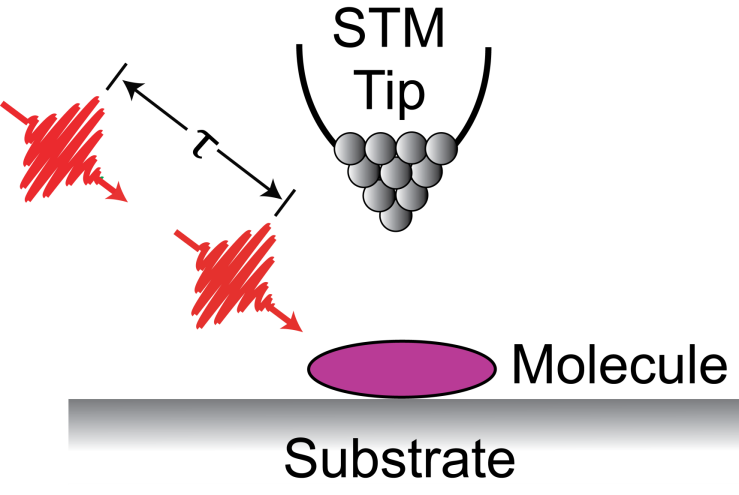 STM
Tip
τ
Molecule
Substrate